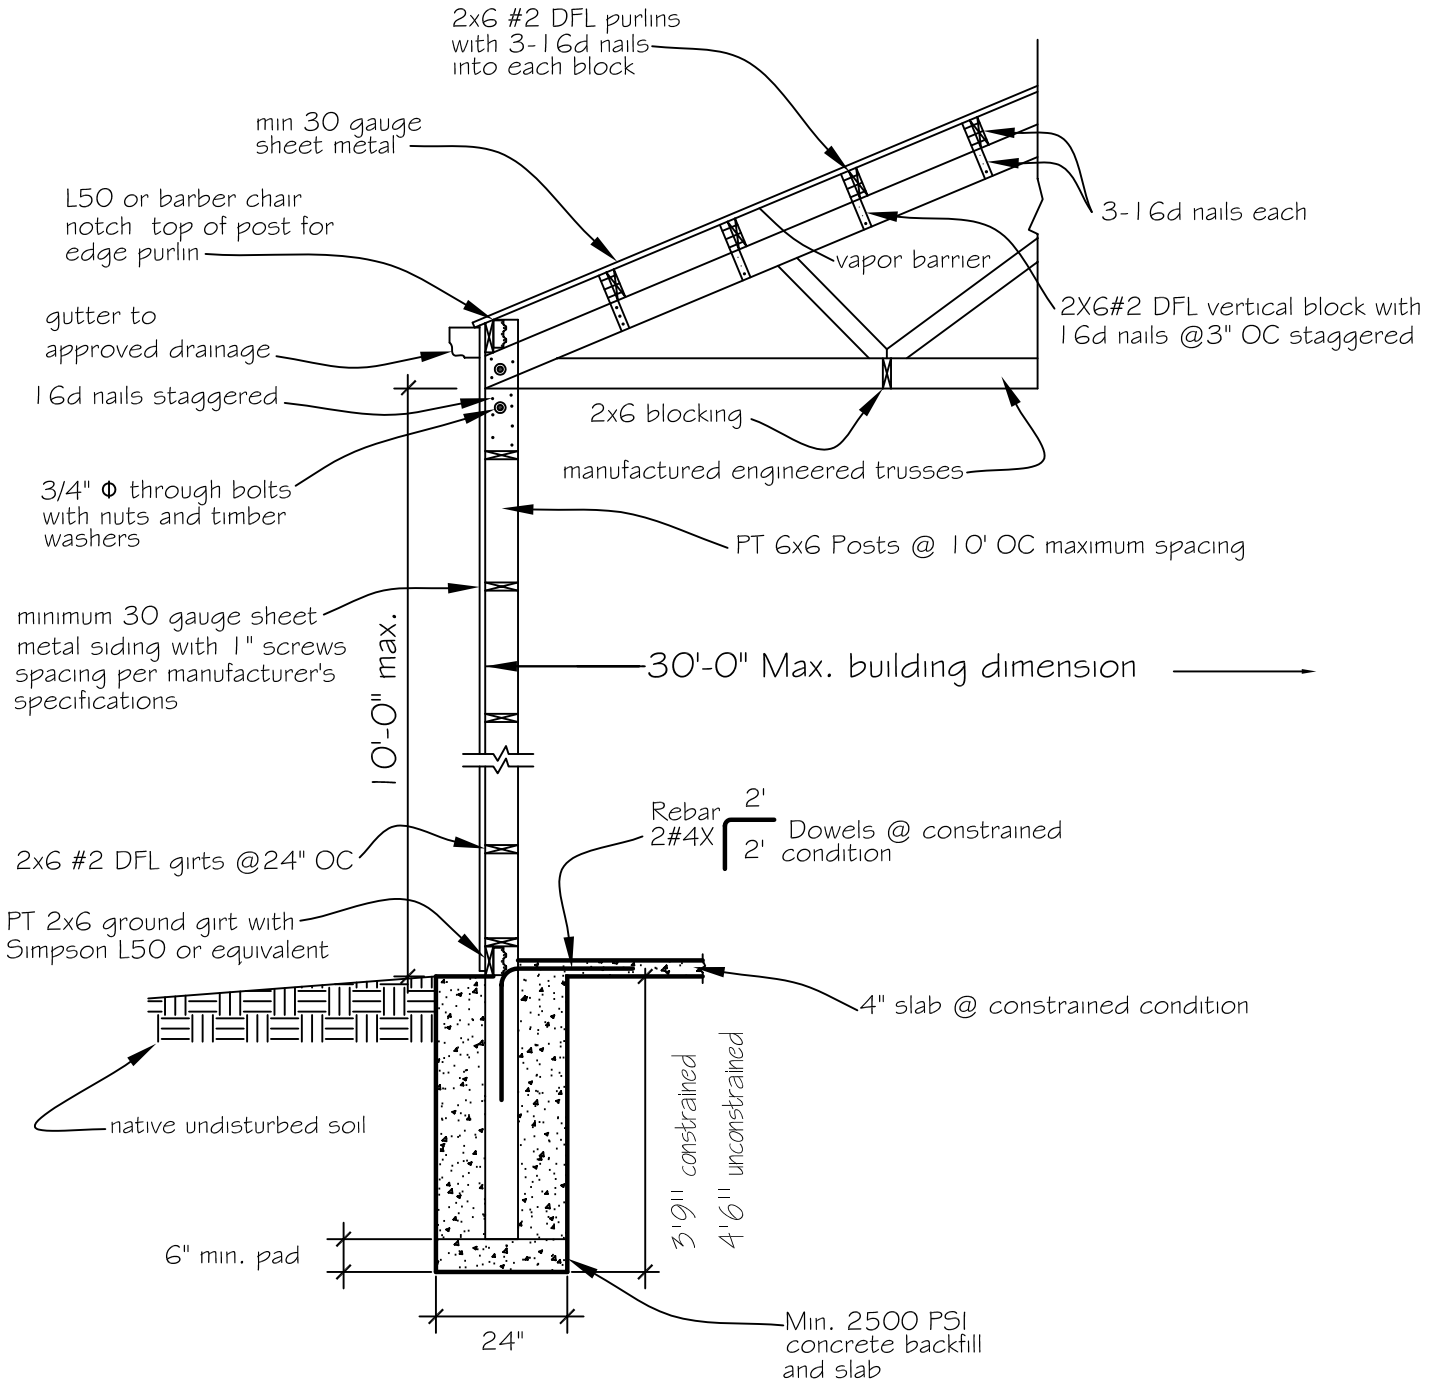 2x6 #2 DFL purlins
with 3-16d nails
into each block
min 30 gauge
sheet metal
L50 or barber chair
notch top of post for
edge purlin
3-16d nails each
vapor barrier
gutter to
approved drainage
2X6#2 DFL vertical block with
16d nails @3" OC staggered
16d nails staggered
2x6 blocking
manufactured engineered trusses
3/4" Φ through bolts
with nuts and timber
washers
PT 6x6 Posts @ 10' OC maximum spacing
minimum 30 gauge sheet
metal siding with 1" screws
spacing per manufacturer's
specifications
10'-0" max.
30'-0" Max. building dimension
Rebar
2#4X
2'
2'
Dowels @ constrained
condition
2x6 #2 DFL girts @24" OC
PT 2x6 ground girt with
Simpson L50 or equivalent
4" slab @ constrained condition
native undisturbed soil
3'9" constrained
4'6" unconstrained
6" min. pad
24"
Min. 2500 PSI
concrete backfill
and slab